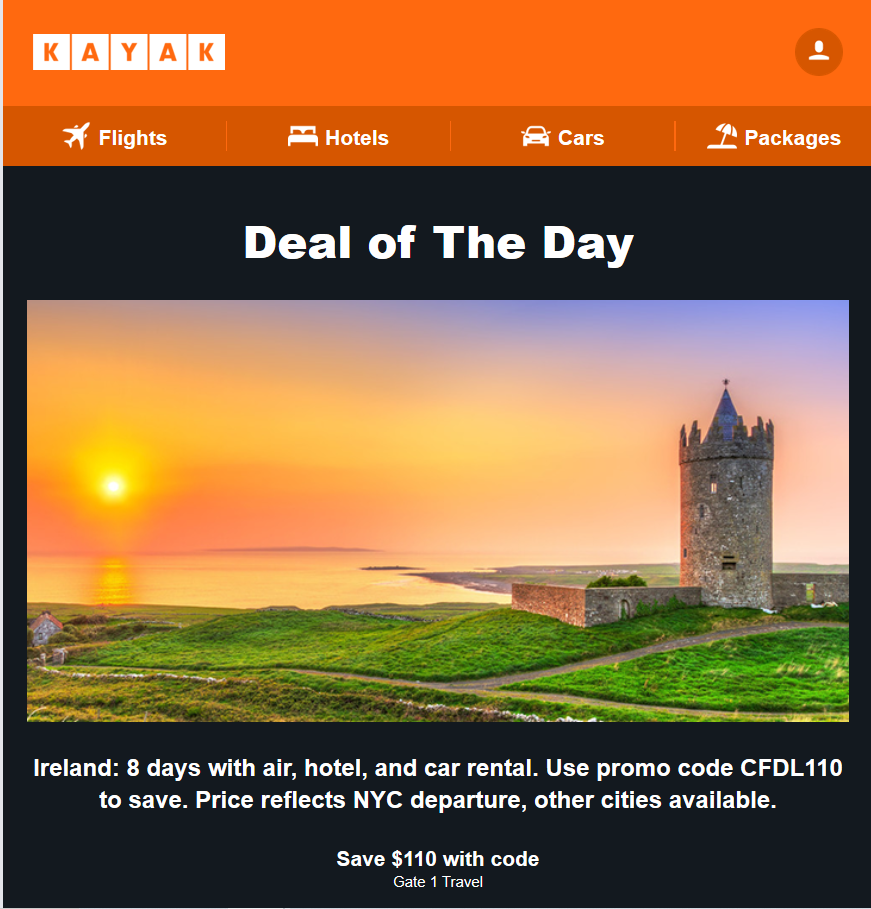 KAYAK
Flights
Hotels
Cars
Packages
Deal of The Day
Ireland: 8 days with air, hotel, and car rental. Use promo code CFDL110
to save. Price reflects NYC departure, other cities available.
Save $110 with code
Gate 1 Travel